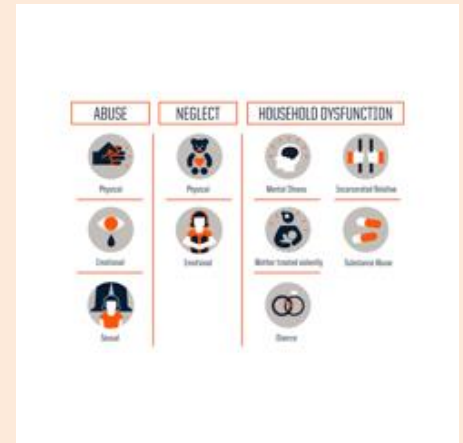 ABUSE
NEGLECT
HOUSEHOLD DYSFUNCTION
Physical
Physical
Mental Illness
Incarcerated Relative
Emotional
Emotional
Mother treated violently
Substance Abuse
Sexual
Divorce